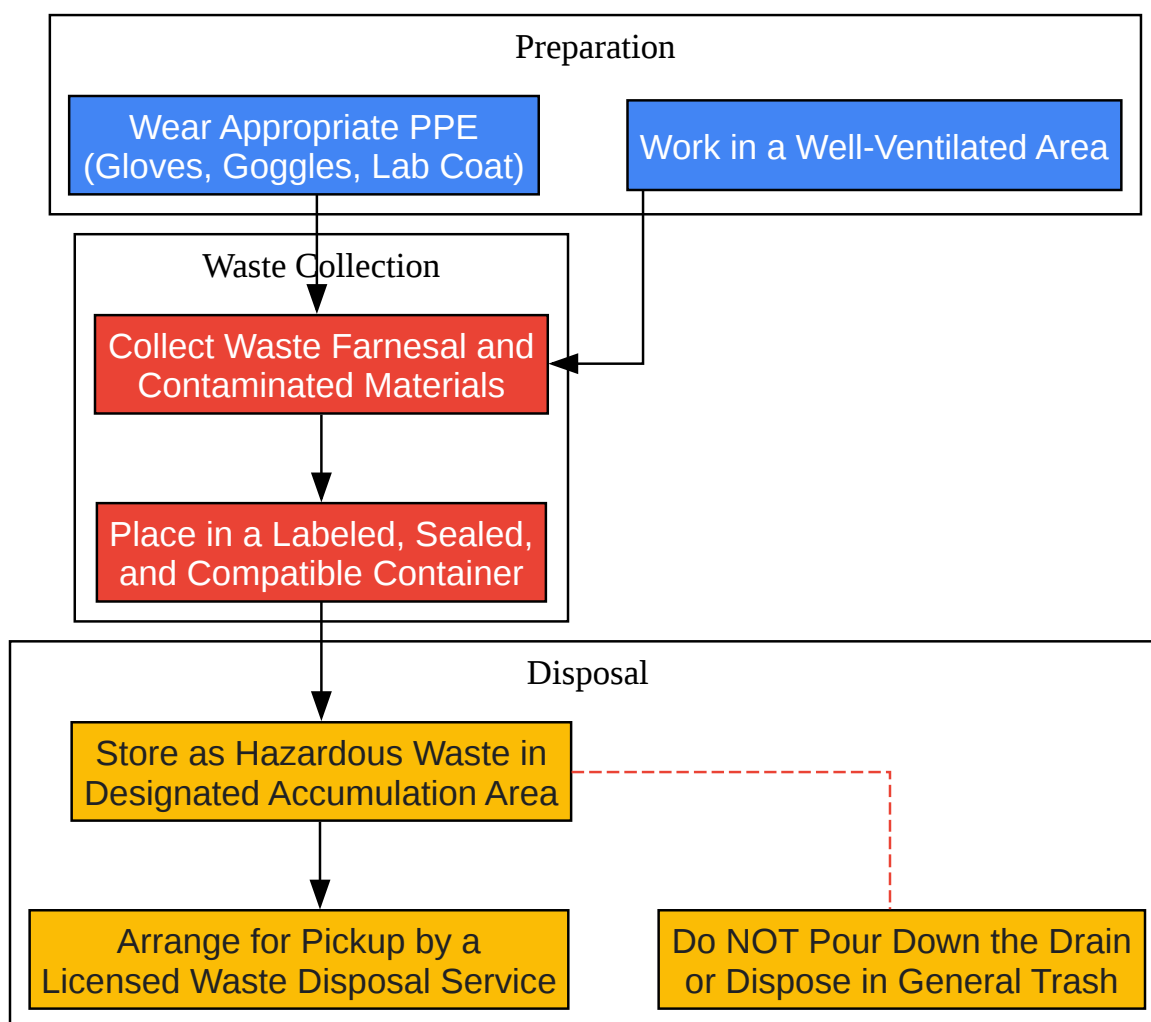 Preparation
Wear Appropriate PPE
(Gloves, Goggles, Lab Coat)
Work in a Well-Ventilated Area
Waste Collection
Collect Waste Farnesal and
Contaminated Materials
Place in a Labeled, Sealed,
and Compatible Container
Disposal
Store as Hazardous Waste in
Designated Accumulation Area
Arrange for Pickup by a
Licensed Waste Disposal Service
Do NOT Pour Down the Drain
or Dispose in General Trash